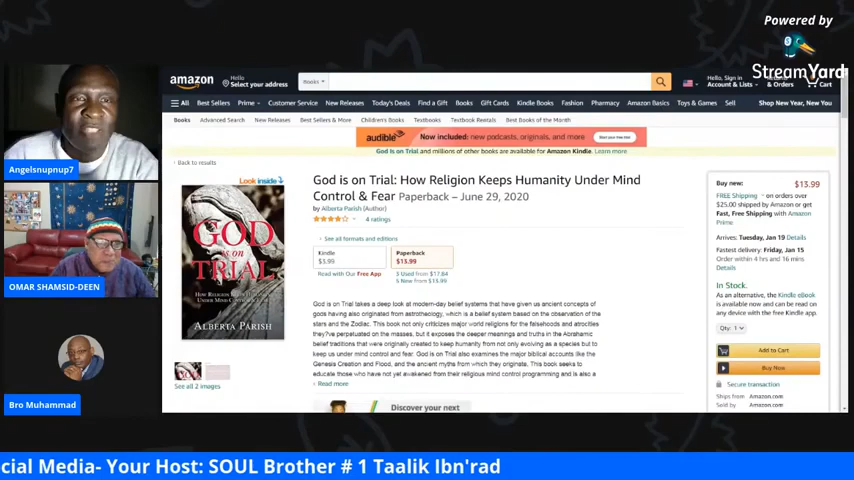 Powered by
StreamYard
amazon
Hello
Select your address
Books
Hello, Sign in
Account & Lists
& Orders
Cart
All
Best Sellers
Prime
Customer Service
New Releases
Today's Deals
Find a Gift
Books
Gift Cards
Kindle Books
Fashion
Pharmacy
Amazon Basics
Toys & Games
Sell
Shop New Year, New You
Books
Advanced Search
New Releases
Best Sellers & More
Children's Books
Textbooks
Textbook Rentals
Best Books of the Month
audible
Now included: new podcasts, originals, and more
God is on Trial and millions of other books are available for Amazon Kindle. Learn more
‹ Back to results
Look inside
GOD
is on
TRIAL
HOW RELIGION KEEPS HUMANITY
UNDER MIND CONTROL & FEAR
ALBERTA PARISH
See all 2 images
God is on Trial: How Religion Keeps Humanity Under Mind
Control & Fear Paperback – June 29, 2020
by Alberta Parish (Author)
4 ratings
See all formats and editions
Kindle
$3.99
Paperback
$13.99
Read with Our Free App
3 Used from $17.84
5 New from $13.99
God is on Trial takes a deep look at modern-day belief systems that have given us ancient concepts of
gods having also originated from astrotheology, which is a belief system based on the observation of
the stars and the Zodiac. This book not only criticizes major world religions for the falsehoods and atrocities
they?ve perpetuated on the masses, but it exposes the deeper meanings and truths in the Abrahamic
belief traditions that were originally created to keep humanity from not only evolving as a species but to
keep us under mind control and fear. God is on Trial also examines the major biblical accounts like the
Genesis Creation and Flood, and the ancient myths from which they originate. This book seeks to
educate those who have not yet awakened from their religious mind control programming and is also a
Read more
Discover your next
Buy new:
$13.99
FREE Shipping on orders over
$25.00 shipped by Amazon or get
Fast, Free Shipping with Amazon
Prime
Arrives: Tuesday, Jan 19 Details
Fastest delivery: Friday, Jan 15
Order within 4 hrs and 16 mins
Details
In Stock.
As an alternative, the Kindle eBook
is available now and can be read on
any device with the free Kindle app.
Qty: 1
Add to Cart
Buy Now
Secure transaction
Ships from Amazon.com
Sold by Amazon.com
Angelsnupnup7
OMAR SHAMSID-DEEN
Bro Muhammad
cial Media- Your Host: SOUL Brother # 1 Taalik Ibn'rad